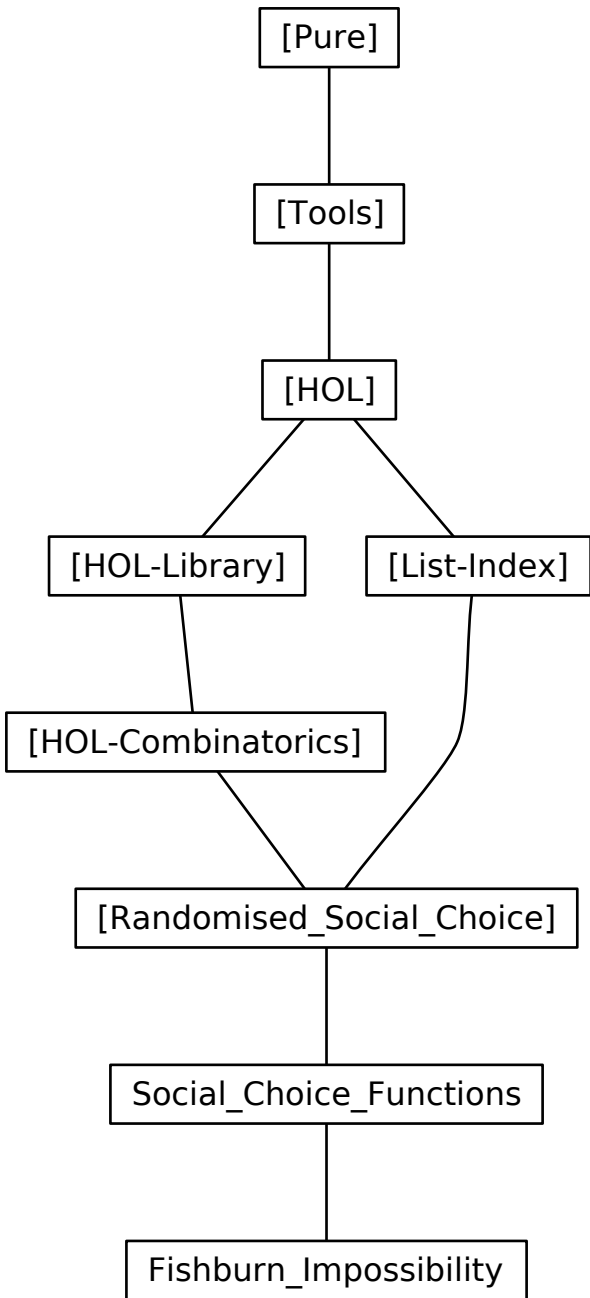 [Pure]
[Tools]
[HOL]
[HOL-Library]
[List-Index]
[HOL-Combinatorics]
[Randomised_Social_Choice]
Social_Choice_Functions
Fishburn_Impossibility